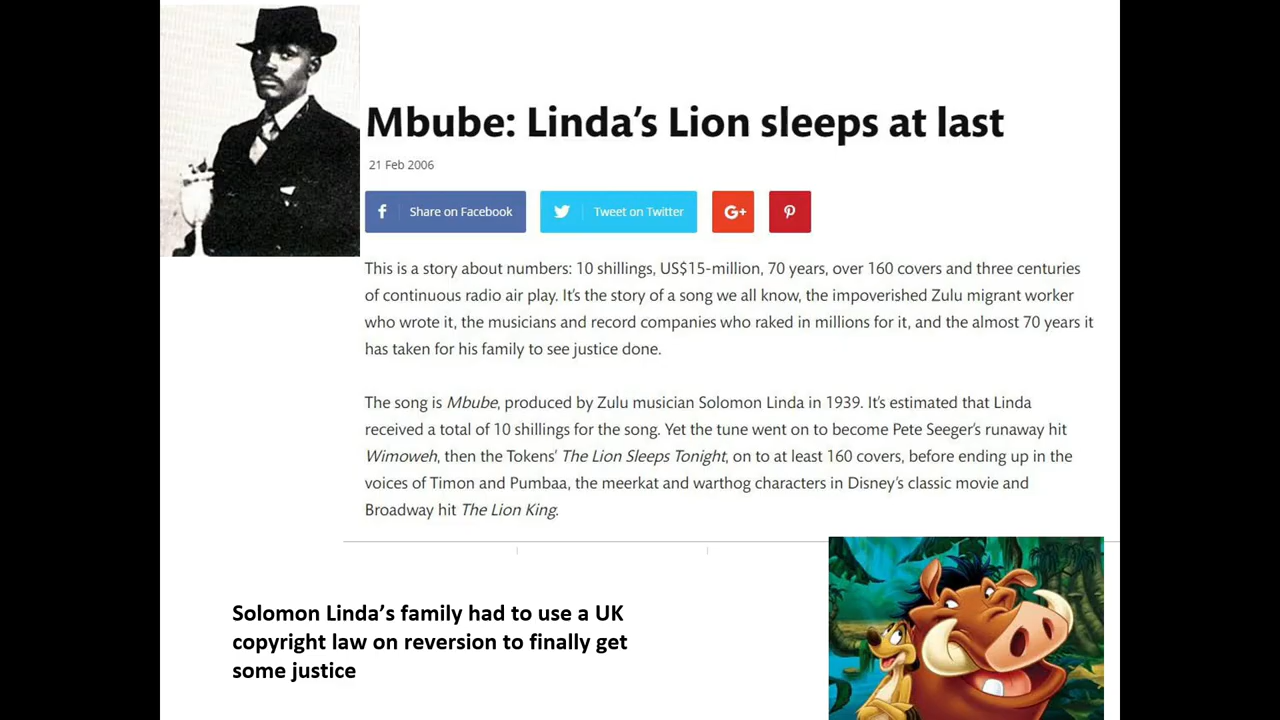 Mbube: Linda's Lion sleeps at last
21 Feb 2006
f Share on Facebook Tweet on Twitter G+
This is a story about numbers: 10 shillings, US$15-million, 70 years, over 160 covers and three centuries
of continuous radio air play. It's the story of a song we all know, the impoverished Zulu migrant worker
who wrote it, the musicians and record companies who raked in millions for it, and the almost 70 years it
has taken for his family to see justice done.
The song is Mbube, produced by Zulu musician Solomon Linda in 1939. It's estimated that Linda
received a total of 10 shillings for the song. Yet the tune went on to become Pete Seeger's runaway hit
Wimoweh, then the Tokens' The Lion Sleeps Tonight, on to at least 160 covers, before ending up in the
voices of Timon and Pumbaa, the meerkat and warthog characters in Disney's classic movie and
Broadway hit The Lion King.
Solomon Linda's family had to use a UK
copyright law on reversion to finally get
some justice